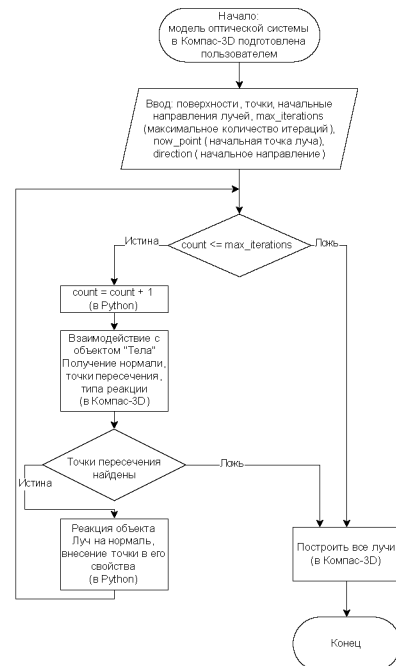 Начало:
модель оптической системы
в Компас-3D подготовлена
пользователем
Ввод: поверхности, точки, начальные
направления лучей, max_iterations
(максимальное количество итераций),
now_point (начальная точка луча),
direction (начальное направление)
Истина
count <= max_iterations
Ложь
count = count + 1
(в Python)
Взаимодействие с
объектом "Тела"
Получение нормали,
точки пересечения,
типа реакции
(в Компас-3D)
Точки пересечения
найдены
Ложь
Истина
Реакция объекта
Луч на нормаль,
внесение точки в его
свойства
(в Python)
Построить все лучи
(в Компас-3D)
Конец